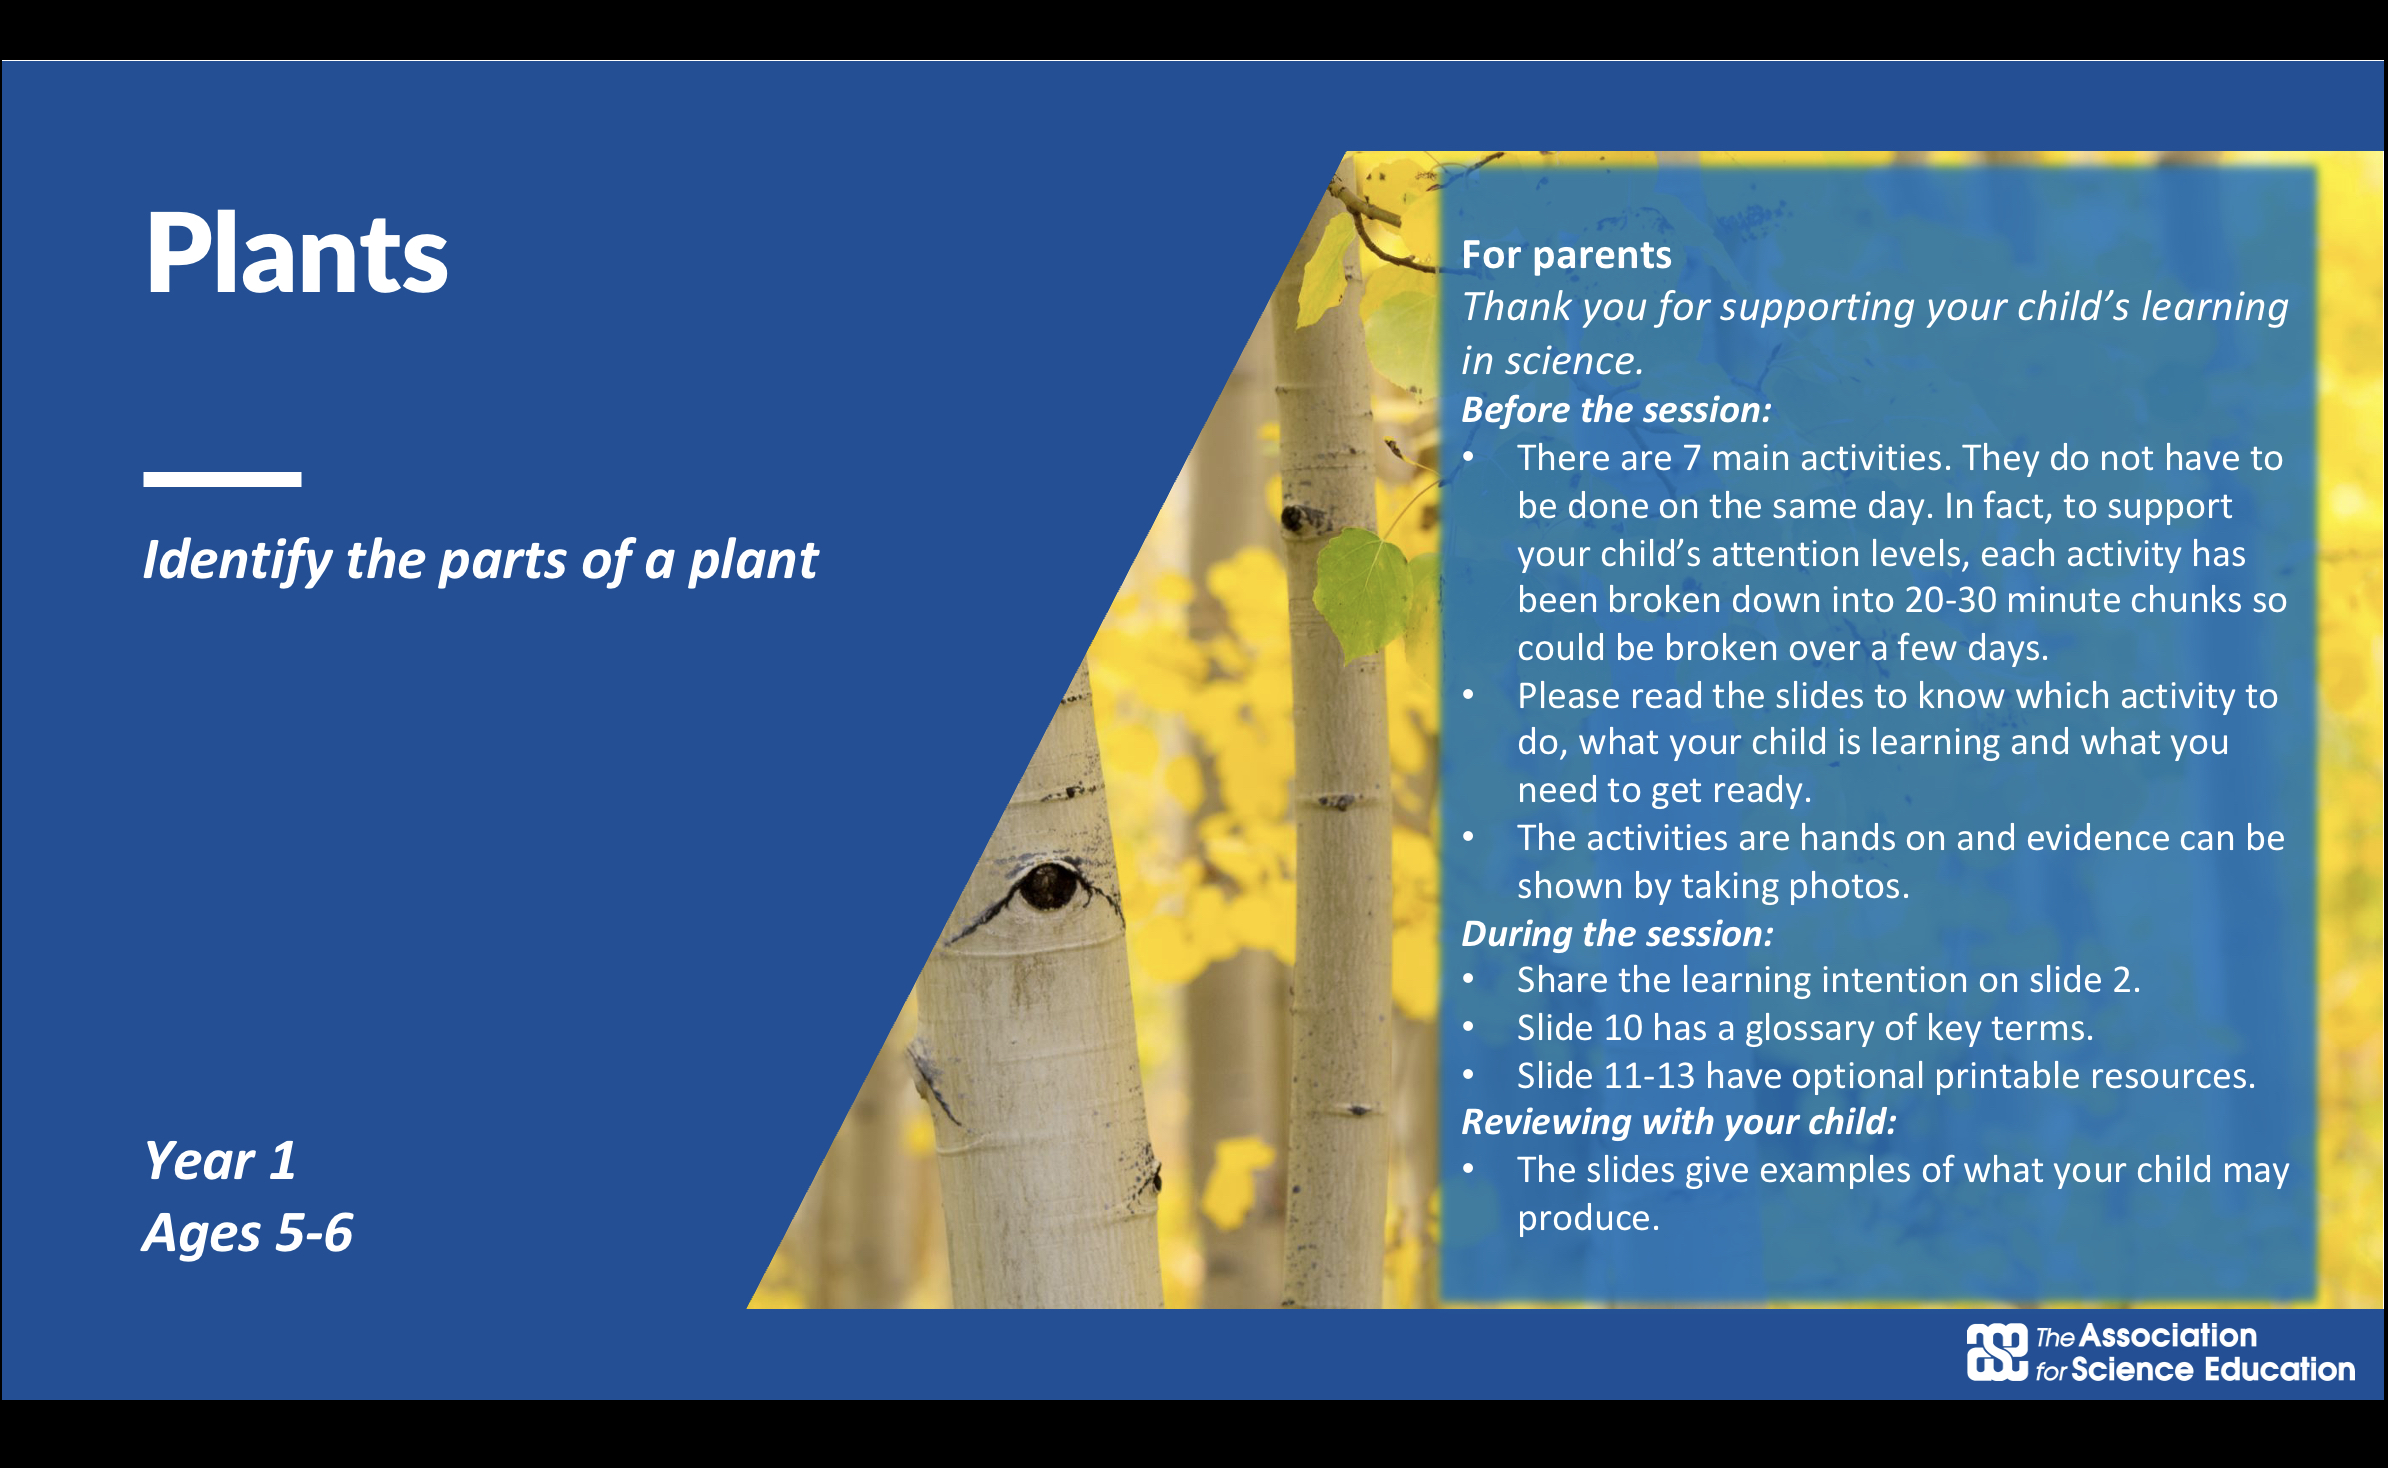 Plants
Identify the parts of a plant
Year 1
Ages 5-6
For parents
Thank you for supporting your child’s learning
in science.
Before the session:
• There are 7 main activities. They do not have to
be done on the same day. In fact, to support
your child’s attention levels, each activity has
been broken down into 20-30 minute chunks so
could be broken over a few days.
• Please read the slides to know which activity to
do, what your child is learning and what you
need to get ready.
• The activities are hands on and evidence can be
shown by taking photos.
During the session:
• Share the learning intention on slide 2.
• Slide 10 has a glossary of key terms.
• Slide 11-13 have optional printable resources.
Reviewing with your child:
• The slides give examples of what your child may
produce.
ase The Association
for Science Education